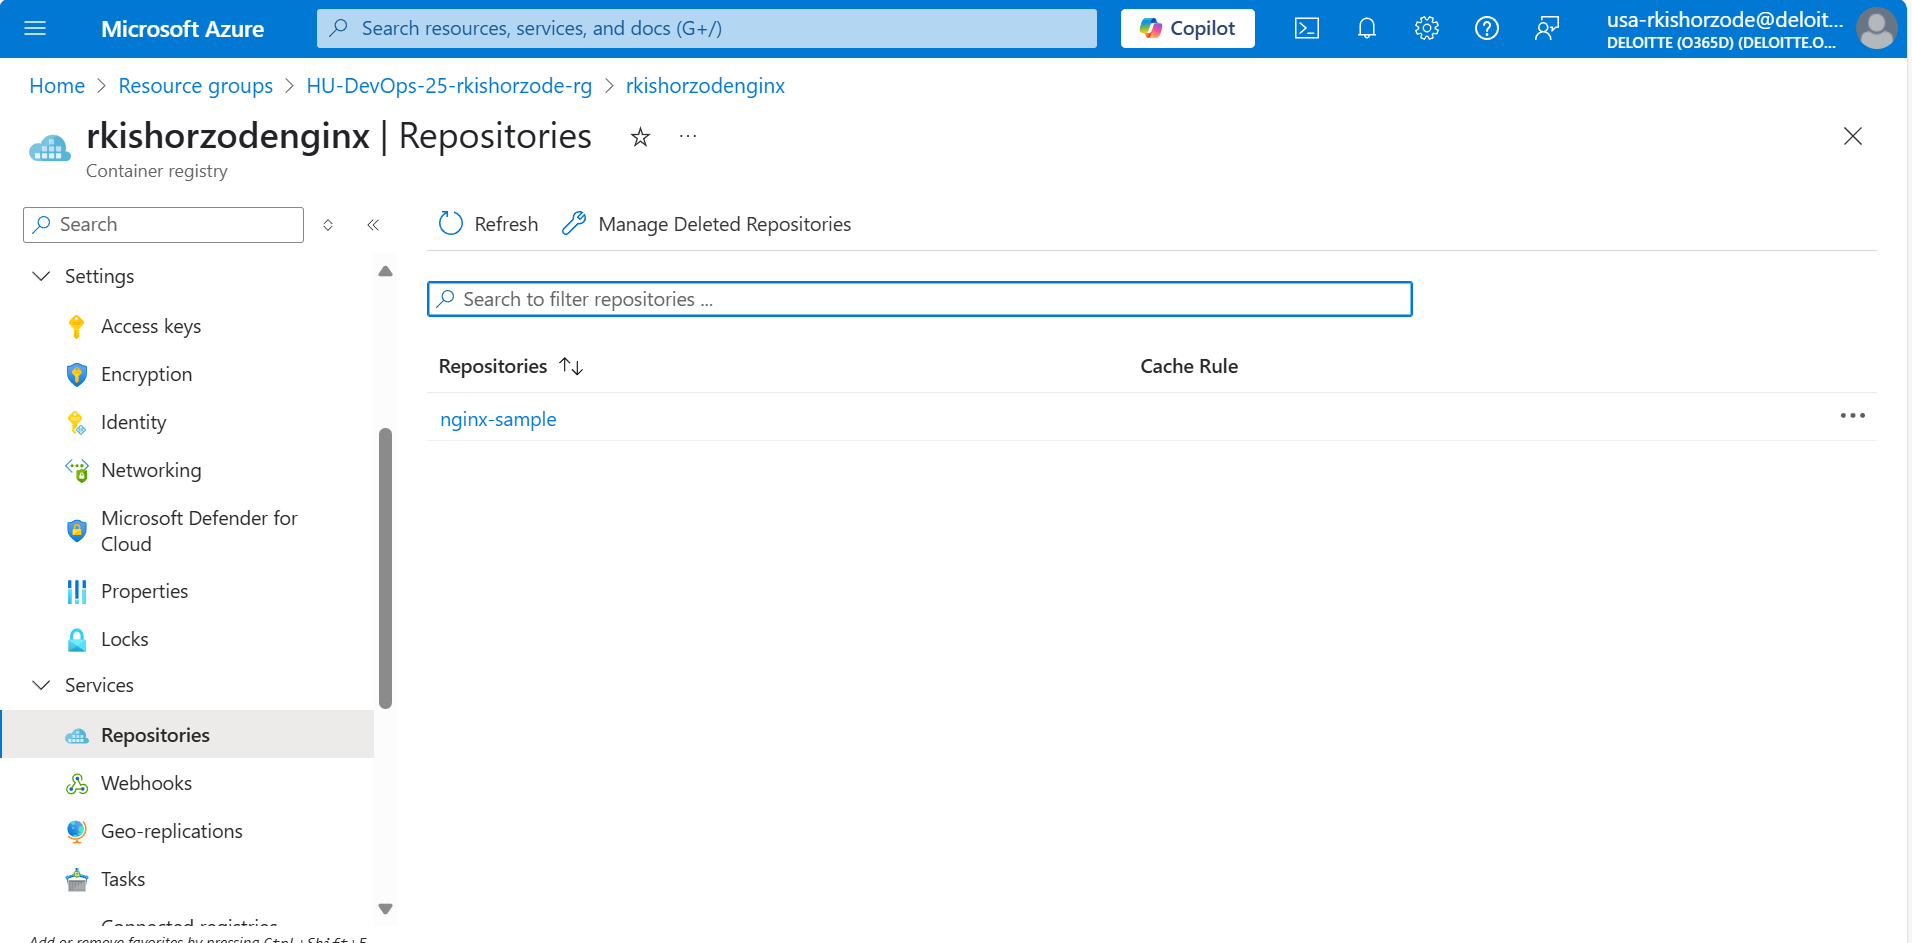 Microsoft Azure
Search resources, services, and docs (G+/)
Copilot
usa-rkishorzode@deloit...
DELOITTE (O365D) (DELOITTE.O...
Home > Resource groups > HU-DevOps-25-rkishorzode-rg > rkishorzodenginx
rkishorzodenginx | Repositories
Container registry
Search
Refresh
Manage Deleted Repositories
Settings
Access keys
Encryption
Identity
Networking
Microsoft Defender for
Cloud
Properties
Locks
Services
Repositories
Webhooks
Geo-replications
Tasks
Connected registries
Add or remove favorites by pressing Ctrl+Shift+F
Search to filter repositories ...
Repositories
Cache Rule
nginx-sample